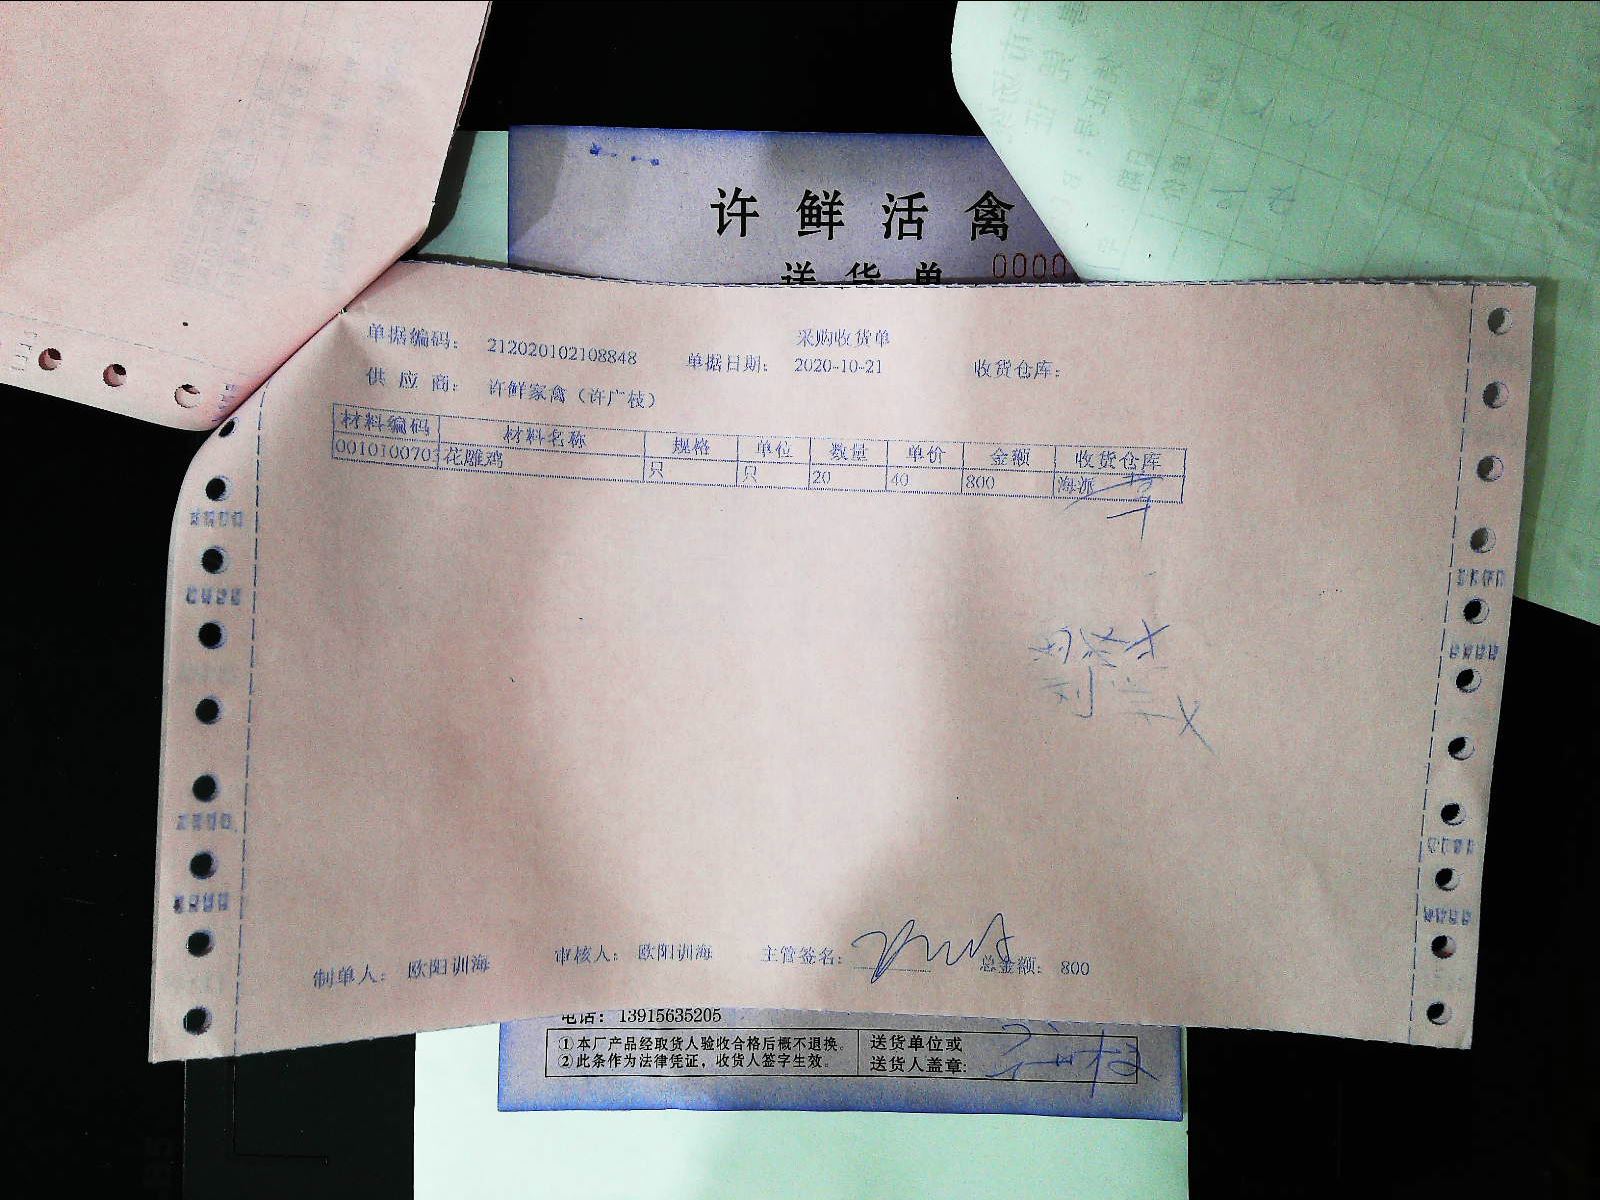 许鲜活禽
送货单 0000
采购收货单
单据编码： 212020102108848 单据日期： 2020-10-21 收货仓库：
供应商： 许鲜家禽（许广枝）
材料编码 材料名称 规格 单位 数量 单价 金额 收货仓库
0010100703 花雕鸡 只 只 20 40 800 海派
制单人： 欧阳训海 审核人： 欧阳训海 主管签名： 总金额： 800
电话： 13915635205
①本厂产品经取货人验收合格后概不退换。 送货单位或
②此条作为法律凭证，收货人签字生效。 送货人盖章: